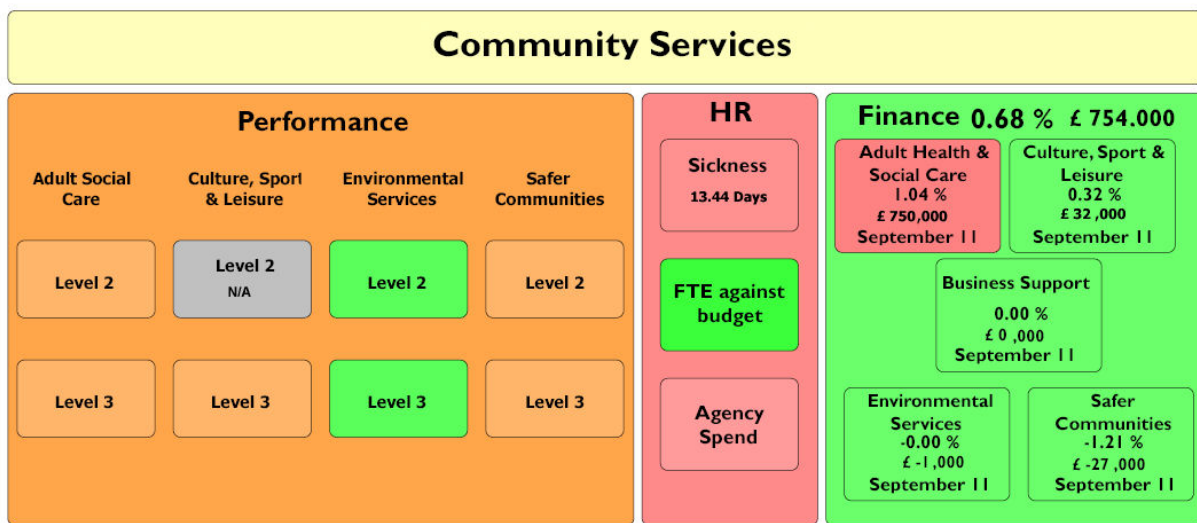 Community Services
Performance
Adult Social
Care
Culture, Sport
& Leisure
Environmental
Services
Safer
Communities
Level 2
Level 2
N/A
Level 2
Level 2
Level 3
Level 3
Level 3
Level 3
HR
Sickness
13.44 Days
FTE against
budget
Agency
Spend
Finance 0.68 % £ 754.000
Adult Health &
Social Care
1.04 %
£ 750,000
September 11
Culture, Sport &
Leisure
0.32 %
£ 32,000
September 11
Business Support
0.00 %
£ 0 ,000
September 11
Environmental
Services
-0.00 %
£ -1 ,000
September 11
Safer
Communities
-1.21 %
£ -27 ,000
September 11